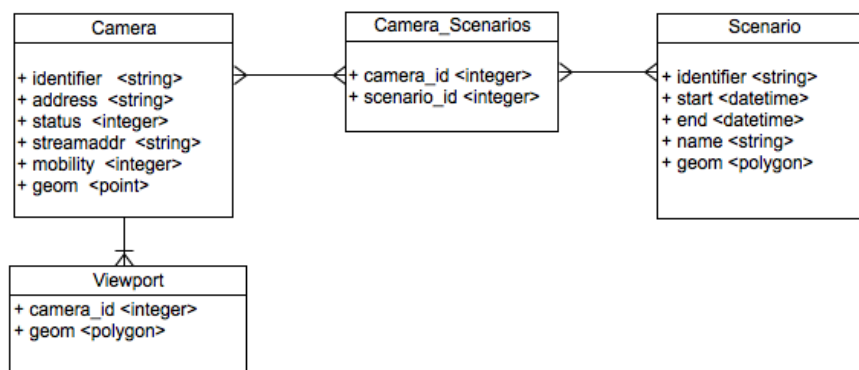 Camera
+ identifier <string>
+ address <string>
+ status <integer>
+ streamaddr <string>
+ mobility <integer>
+ geom <point>
Camera_Scenarios
+ camera_id <integer>
+ scenario_id <integer>
Scenario
+ identifier <string>
+ start <datetime>
+ end <datetime>
+ name <string>
+ geom <polygon>
Viewport
+ camera_id <integer>
+ geom <polygon>